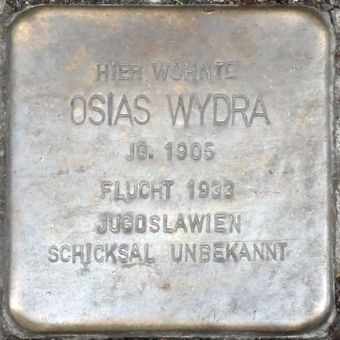 HIER WOHNTE
OSIAS WYDRA
JG. 1905
FLUCHT 1933
JUGOSLAWIEN
SCHICKSAL UNBEKANNT